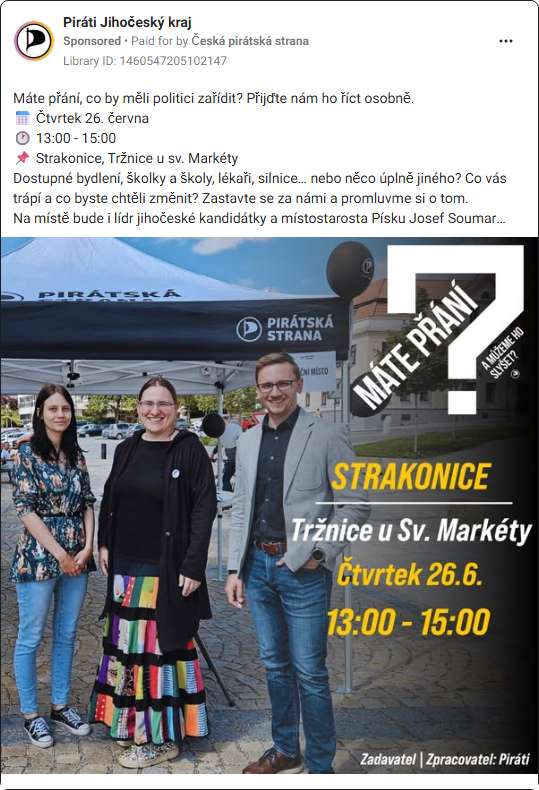 Piráti Jihočeský kraj
Sponsored • Paid for by Česká pirátská strana
Library ID: 1460547205102147
Máte přání, co by měli politici zařídit? Přijďte nám ho říct osobně.
Čtvrtek 26. června
13:00 - 15:00
Strakonice, Tržnice u sv. Markéty
Dostupné bydlení, školky a školy, lékaři, silnice… nebo něco úplně jiného? Co vás
trápí a co byste chtěli změnit? Zastavte se za námi a promluvme si o tom.
Na místě bude i lídr jihočeské kandidátky a místostarosta Písku Josef Soumar…
PIRÁTSKÁ
PIRÁTSKÁ
STRANA
MÁTE PŘÁNÍ
?
A MŮŽEME HO
SLYŠET?
STRAKONICE
Tržnice u Sv. Markéty
Čtvrtek 26.6.
13:00 - 15:00
Zadavatel | Zpracovatel: Piráti